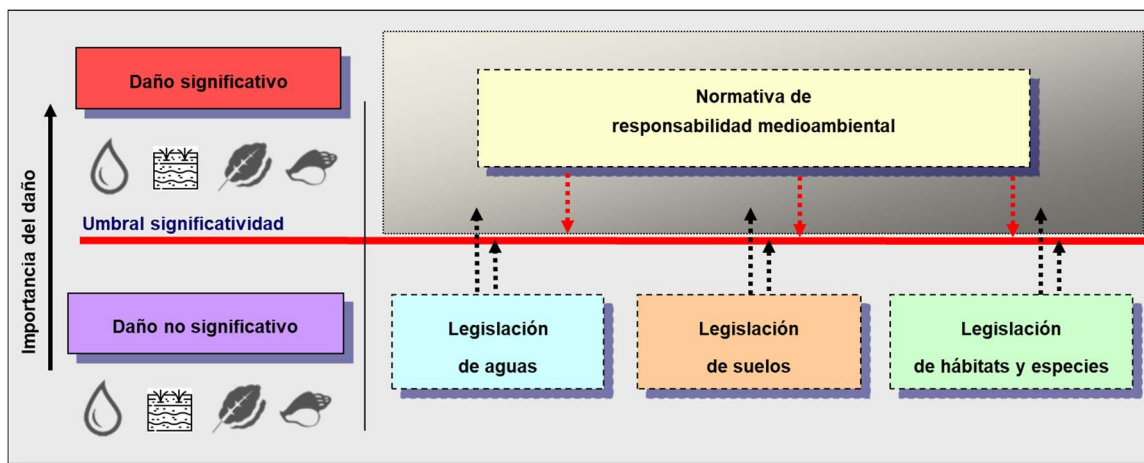 Importancia del daño
Daño significativo
Umbral significatividad
Daño no significativo
Normativa de
responsabilidad medioambiental
Legislación
de aguas
Legislación
de suelos
Legislación
de hábitats y especies